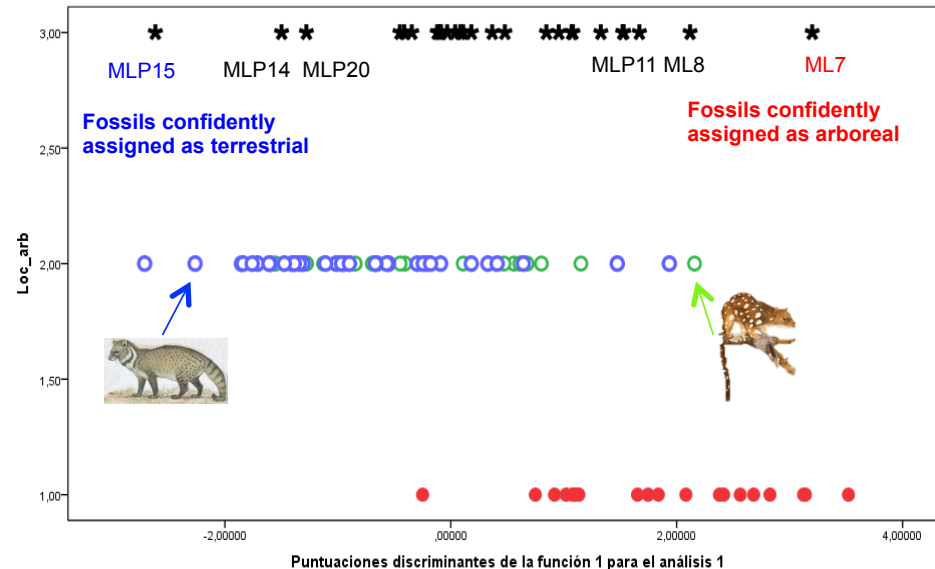 3,00
MLP15
MLP14
MLP20
MLP11
ML8
ML7
Fossils confidently
assigned as terrestrial
Fossils confidently
assigned as arboreal
2,50
Loc_arb
2,00
1,50
1,00
-2,00000
,00000
2,00000
4,00000
Puntuaciones discriminantes de la función 1 para el análisis 1